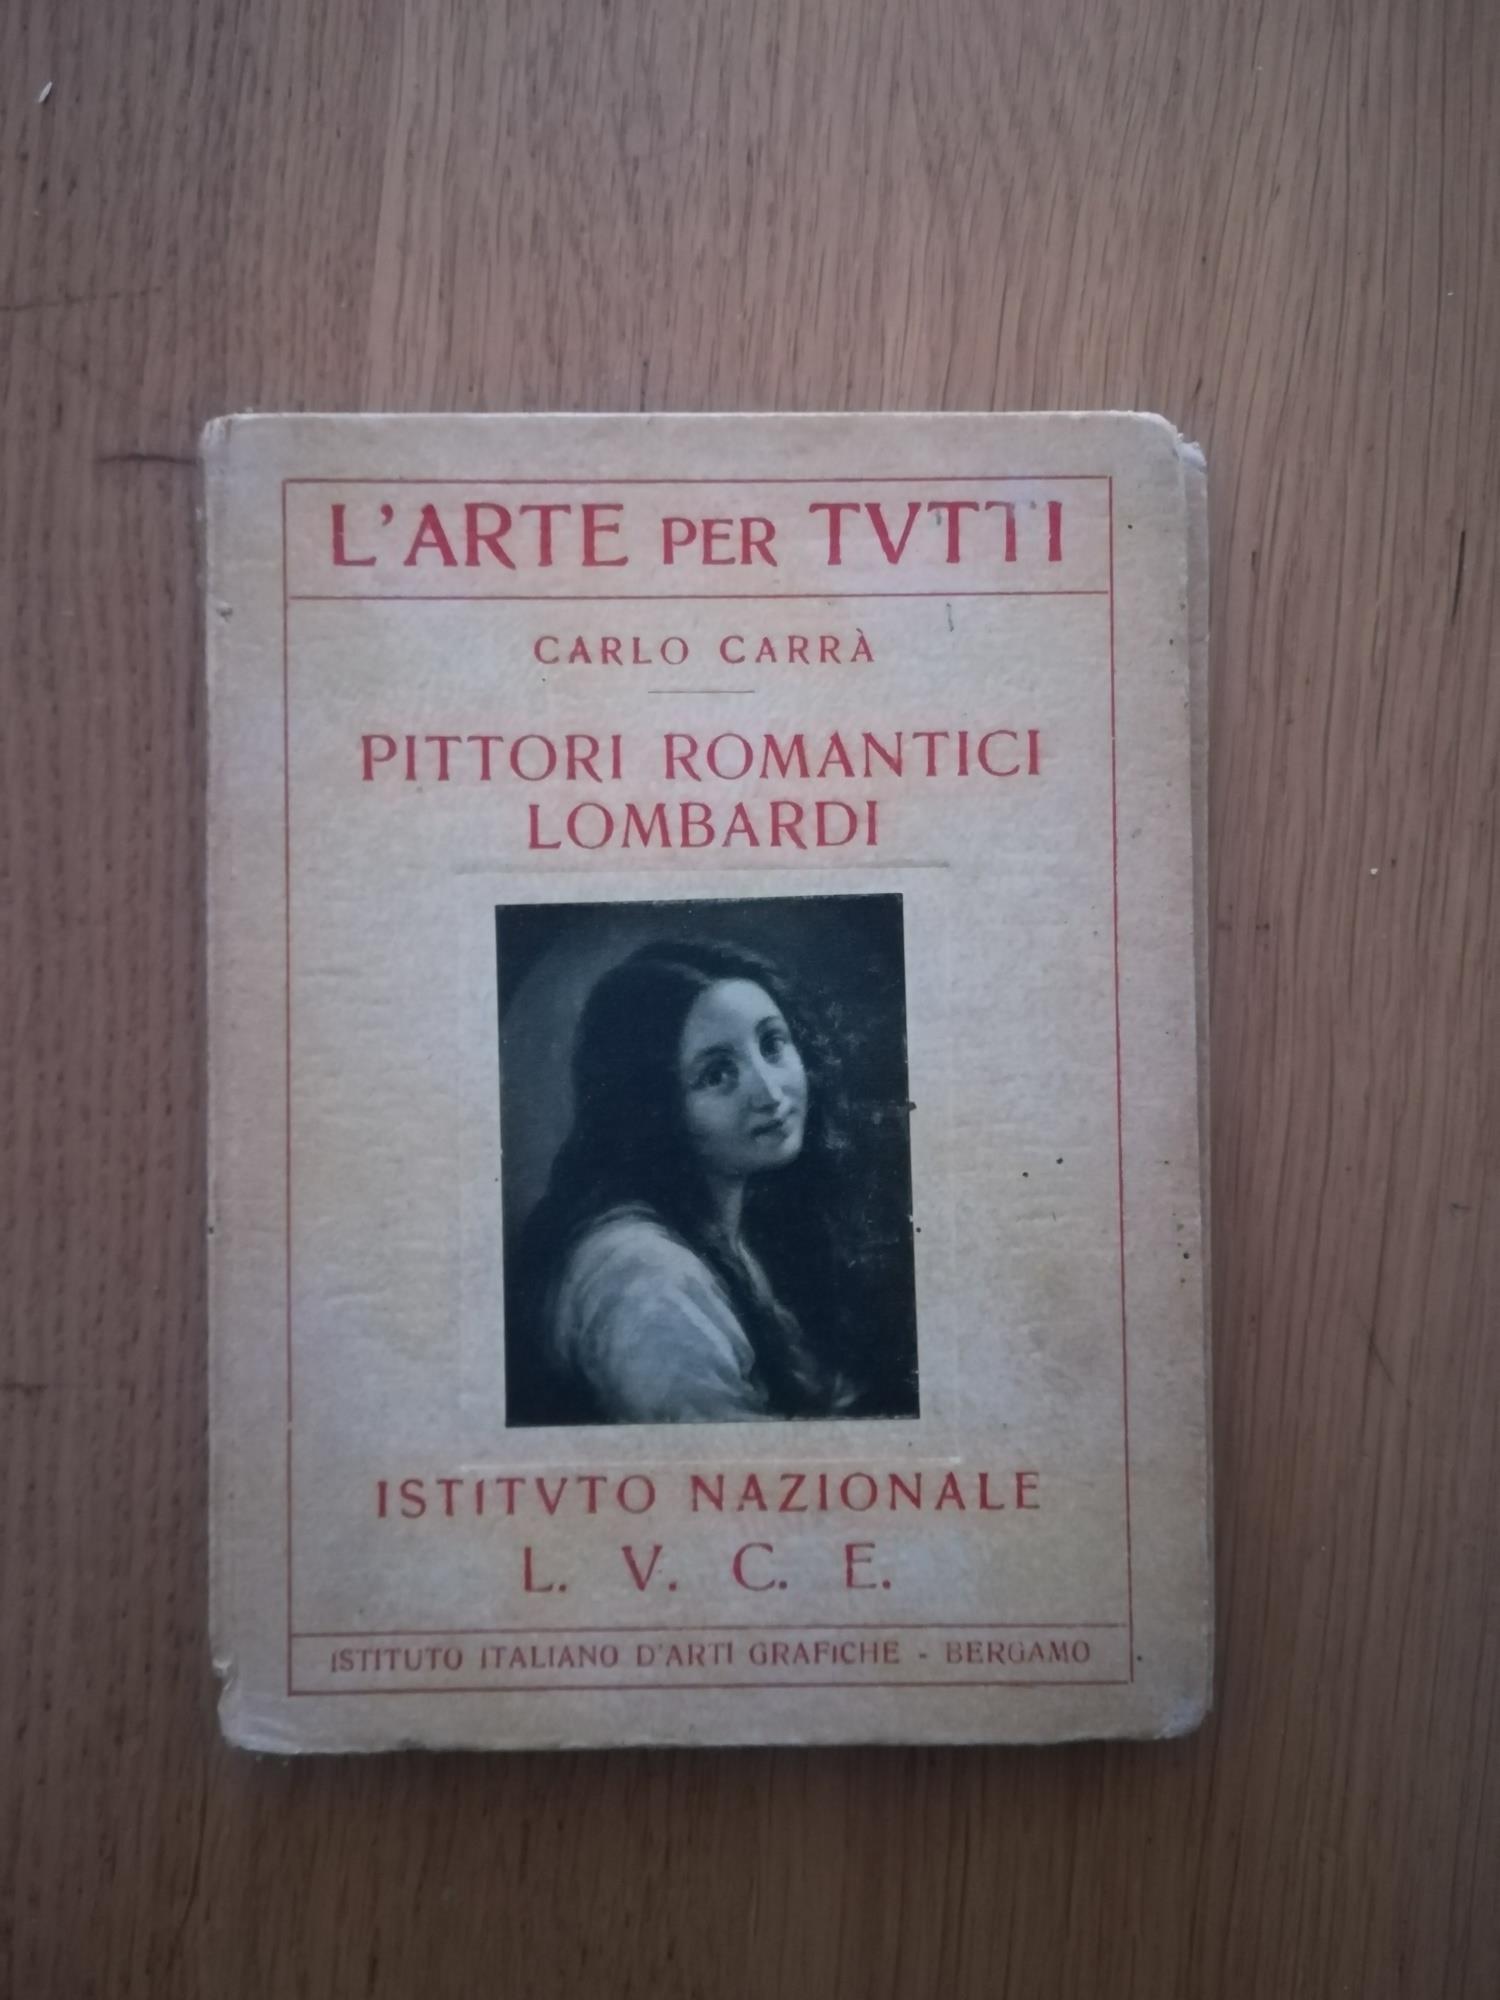 L'ARTE PER TVTTI
CARLO CARRÀ
PITTORI ROMANTICI
LOMBARDI
ISTITVTO NAZIONALE
L. V. C. E.
ISTITUTO ITALIANO D'ARTI GRAFICHE - BERGAMO